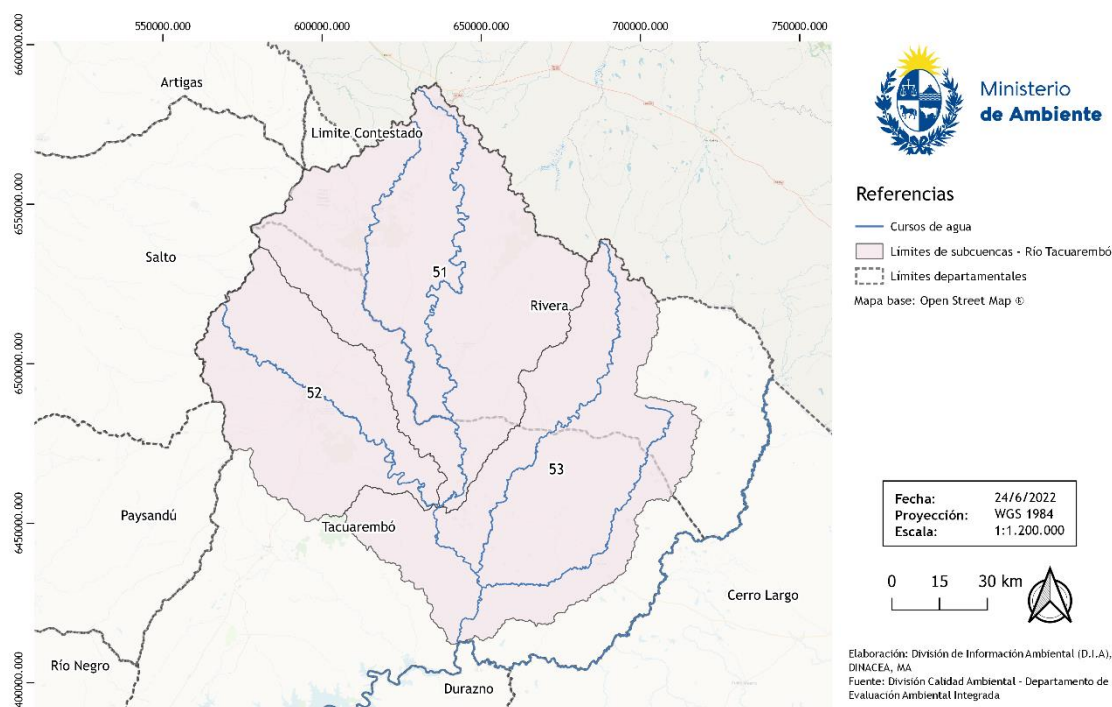 550000.000 600000.000 650000.000 700000.000 750000.000
6600000.000
6550000.000
6500000.000
6450000.000
400000.000
Artigas
Límite Contestado
Salto
51
Rivera
52
53
Paysandú
Tacuarembó
Cerro Largo
Río Negro
Durazno
Ministerio
de Ambiente
Referencias
Cursos de agua
Límites de subcuencas - Río Tacuarembó
Límites departamentales
Mapa base: Open Street Map ®
Fecha: 24/6/2022
Proyección: WGS 1984
Escala: 1:1.200.000
0 15 30 km
Elaboración: División de Información Ambiental (D.I.A),
DINACEA, MA
Fuente: División Calidad Ambiental - Departamento de
Evaluación Ambiental Integrada